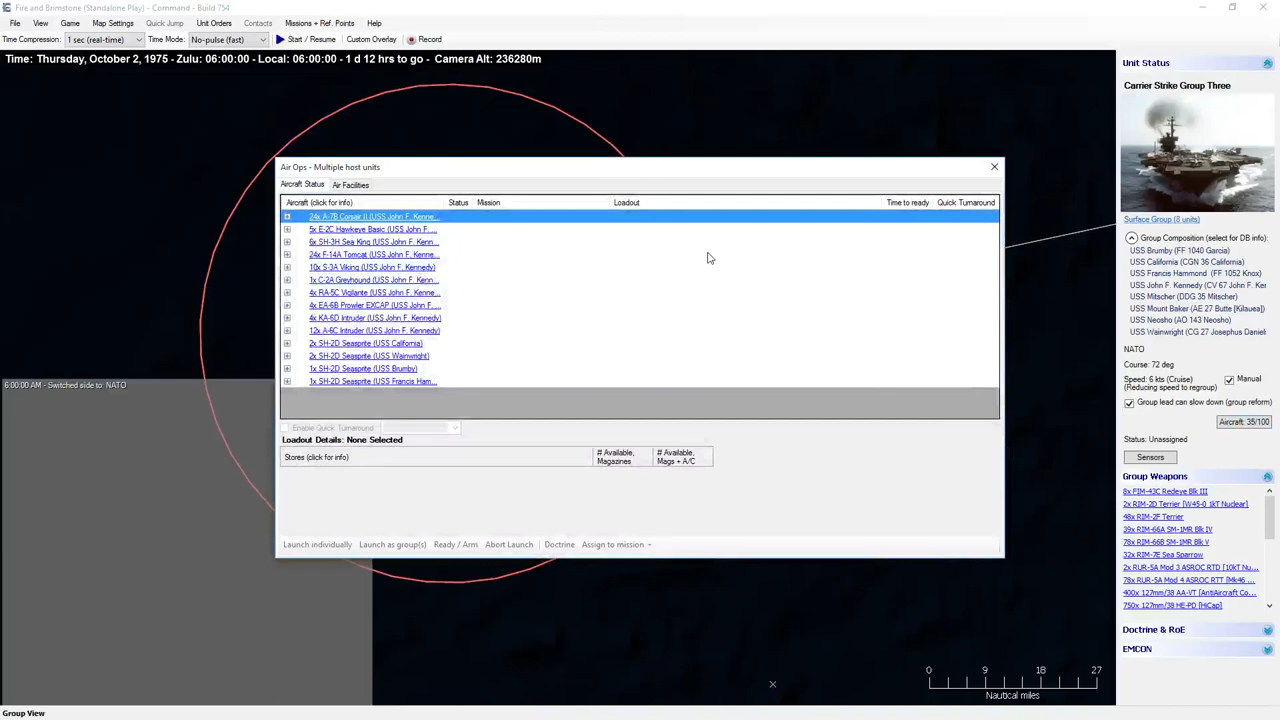 Fire and Brimstone (Standalone Play) - Command - Build 754
File View Game Map Settings Quick Jump Unit Orders Contacts Missions + Ref. Points Help
Time Compression: 1 sec (real-time) Time Mode: No-pulse (fast) Start / Resume Custom Overlay Record
Time: Thursday, October 2, 1975 - Zulu: 06:00:00 - Local: 06:00:00 - 1 d 12 hrs to go - Camera Alt: 236280m
6:00:00 AM - Switched side to: NATO
Air Ops - Multiple host units
Aircraft Status Air Facilities
Aircraft (click for info) Status Mission Loadout Time to ready Quick Turnaround
24x A-7B Corsair II (USS John F. Kenne...
5x E-2C Hawkeye Basic (USS John F. ...
6x SH-3H Sea King (USS John F. Kenn...
24x F-14A Tomcat (USS John F. Kenn...
10x S-3A Viking (USS John F. Kennedy)
1x C-2A Greyhound (USS John F. Kenn...
4x RA-5C Vigilante (USS John F. Kenne...
4x EA-6B Prowler EXCAP (USS John F. ...
4x KA-6D Intruder (USS John F. Kennedy)
12x A-6C Intruder (USS John F. Kennedy)
2x SH-2D Seasprite (USS California)
2x SH-2D Seasprite (USS Wainwright)
1x SH-2D Seasprite (USS Brumby)
1x SH-2D Seasprite (USS Francis Ham...
Enable Quick Turnaround
Loadout Details: None Selected
Stores (click for info) # Available, Magazines # Available, Mags + A/C
Launch individually Launch as group(s) Ready / Arm Abort Launch Doctrine Assign to mission
Unit Status
Carrier Strike Group Three
Surface Group (8 units)
Group Composition (select for DB info):
USS Brumby (FF 1040 Garcia)
USS California (CGN 36 California)
USS Francis Hammond (FF 1052 Knox)
USS John F. Kennedy (CV 67 John F. Ker
USS Mitscher (DDG 35 Mitscher)
USS Mount Baker (AE 27 Butte [Kilauea])
USS Neosho (AO 143 Neosho)
USS Wainwright (CG 27 Josephus Daniel
NATO
Course: 72 deg
Speed: 6 kts (Cruise) Manual
(Reducing speed to regroup)
Group lead can slow down (group reform)
Aircraft: 35/100
Status: Unassigned
Sensors
Group Weapons
8x FIM-43C Redeye Blk III
2x RIM-2D Terrier [W45-0 1kT Nuclear]
48x RIM-2F Terrier
39x RIM-66A SM-1MR Blk IV
78x RIM-66B SM-1MR Blk V
32x RIM-7E Sea Sparrow
2x RUR-5A Mod 3 ASROC RTD [10kT Nu...
78x RUR-5A Mod 4 ASROC RTT [Mk46 ...
400x 127mm/38 AA-VT [AntiAircraft Co...
750x 127mm/38 HE-PD [HiCap]
Doctrine & RoE
EMCON
0 9 18 27
Nautical miles
Group View